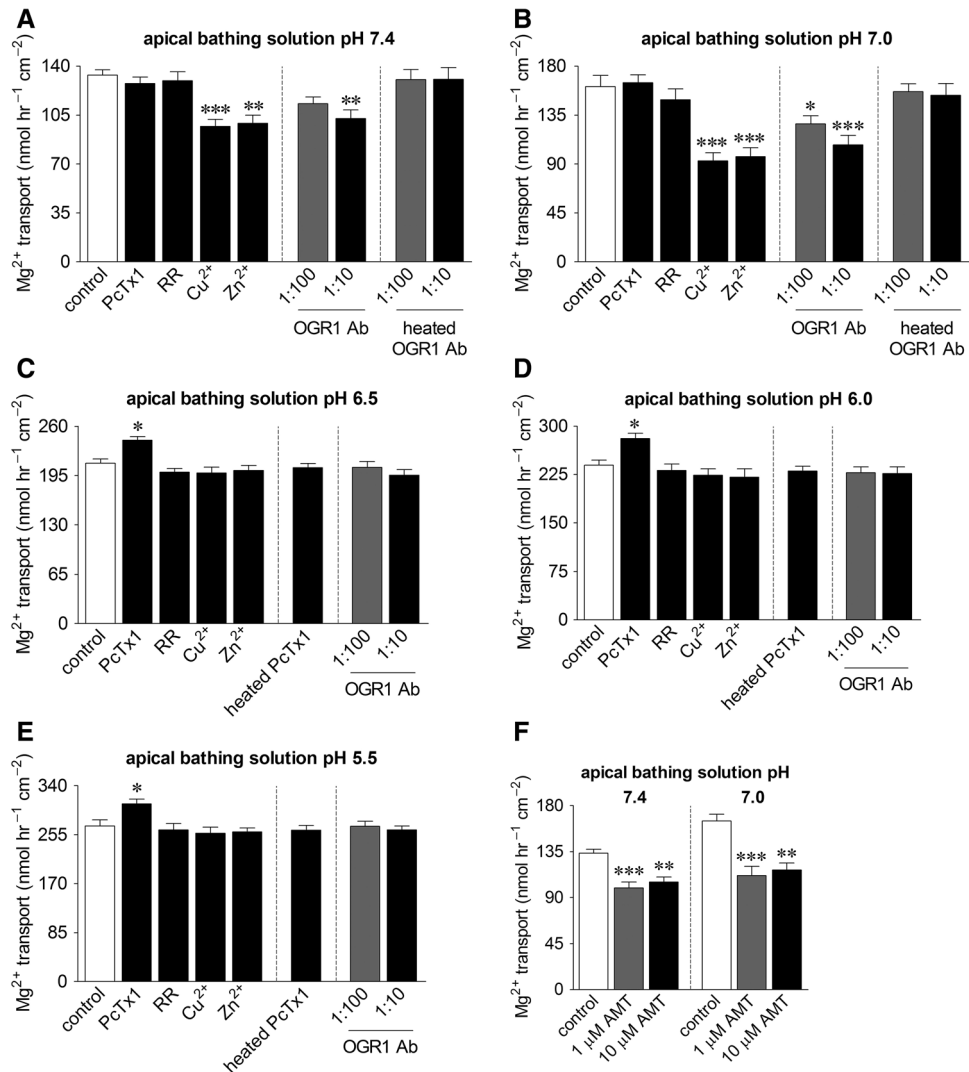 A
apical bathing solution pH 7.4
Mg²⁺ transport (nmol hr⁻¹ cm⁻²)
140
105
70
35
0
*** ** **
control PcTx1 RR Cu²⁺ Zn²⁺ 1:100 1:10 1:100 1:10
OGR1 Ab heated
OGR1 Ab
B
apical bathing solution pH 7.0
Mg²⁺ transport (nmol hr⁻¹ cm⁻²)
180
135
90
45
0
*** *** * ***
control PcTx1 RR Cu²⁺ Zn²⁺ 1:100 1:10 1:100 1:10
OGR1 Ab heated
OGR1 Ab
C
apical bathing solution pH 6.5
Mg²⁺ transport (nmol hr⁻¹ cm⁻²)
260
195
130
65
0
*
control PcTx1 RR Cu²⁺ Zn²⁺ heated PcTx1 1:100 1:10
OGR1 Ab
D
apical bathing solution pH 6.0
Mg²⁺ transport (nmol hr⁻¹ cm⁻²)
300
225
150
75
0
*
control PcTx1 RR Cu²⁺ Zn²⁺ heated PcTx1 1:100 1:10
OGR1 Ab
E
apical bathing solution pH 5.5
Mg²⁺ transport (nmol hr⁻¹ cm⁻²)
340
255
170
85
0
*
control PcTx1 RR Cu²⁺ Zn²⁺ heated PcTx1 1:100 1:10
OGR1 Ab
F
apical bathing solution pH
7.4 7.0
Mg²⁺ transport (nmol hr⁻¹ cm⁻²)
180
135
90
45
0
*** ** *** **
control 1 µM AMT 10 µM AMT control 1 µM AMT 10 µM AMT